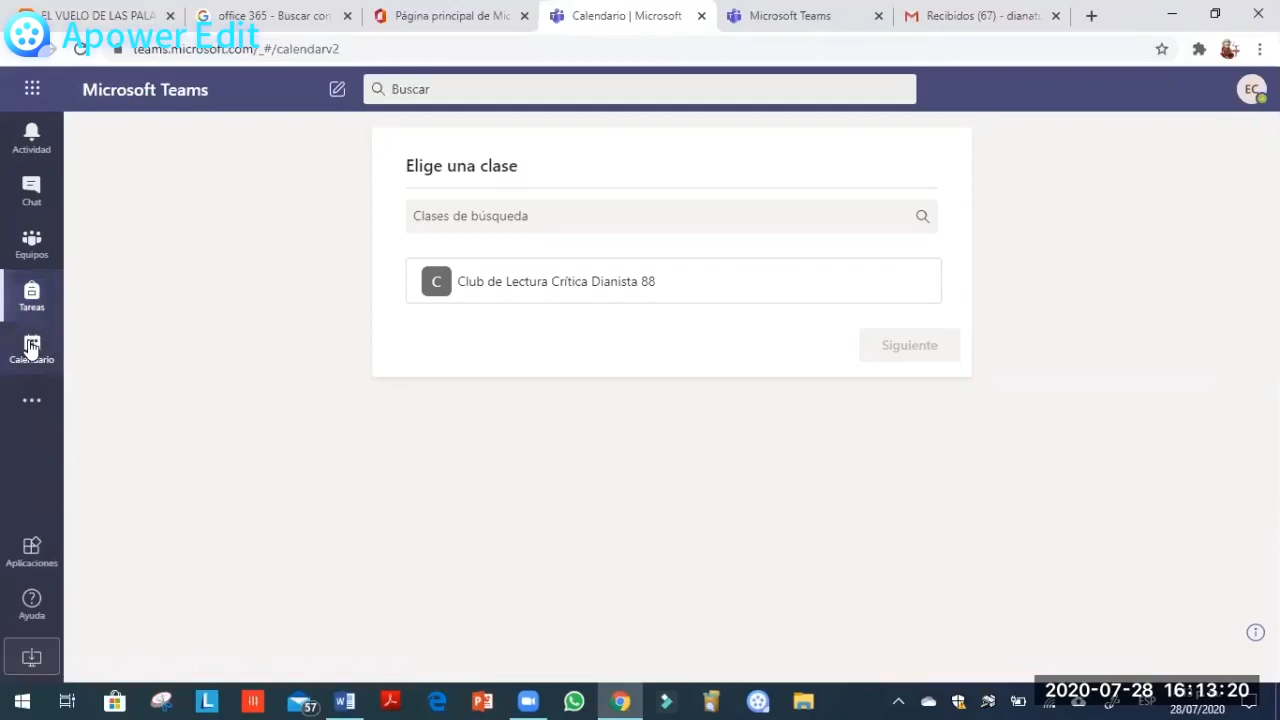 EL VUELO DE LAS PALA
office 365 - Buscar con
Página principal de Mi
Calendario | Microsoft
Microsoft Teams
Recibidos (67) - dianatu
Apower Edit
teams.microsoft.com/_#/calendarv2
Microsoft Teams
Buscar
EC
Actividad
Chat
Equipos
Tareas
Calendario
Elige una clase
Clases de búsqueda
C Club de Lectura Crítica Dianista 88
Siguiente
Aplicaciones
Ayuda
57
ESP
2020-07-28 16:13:20
28/07/2020